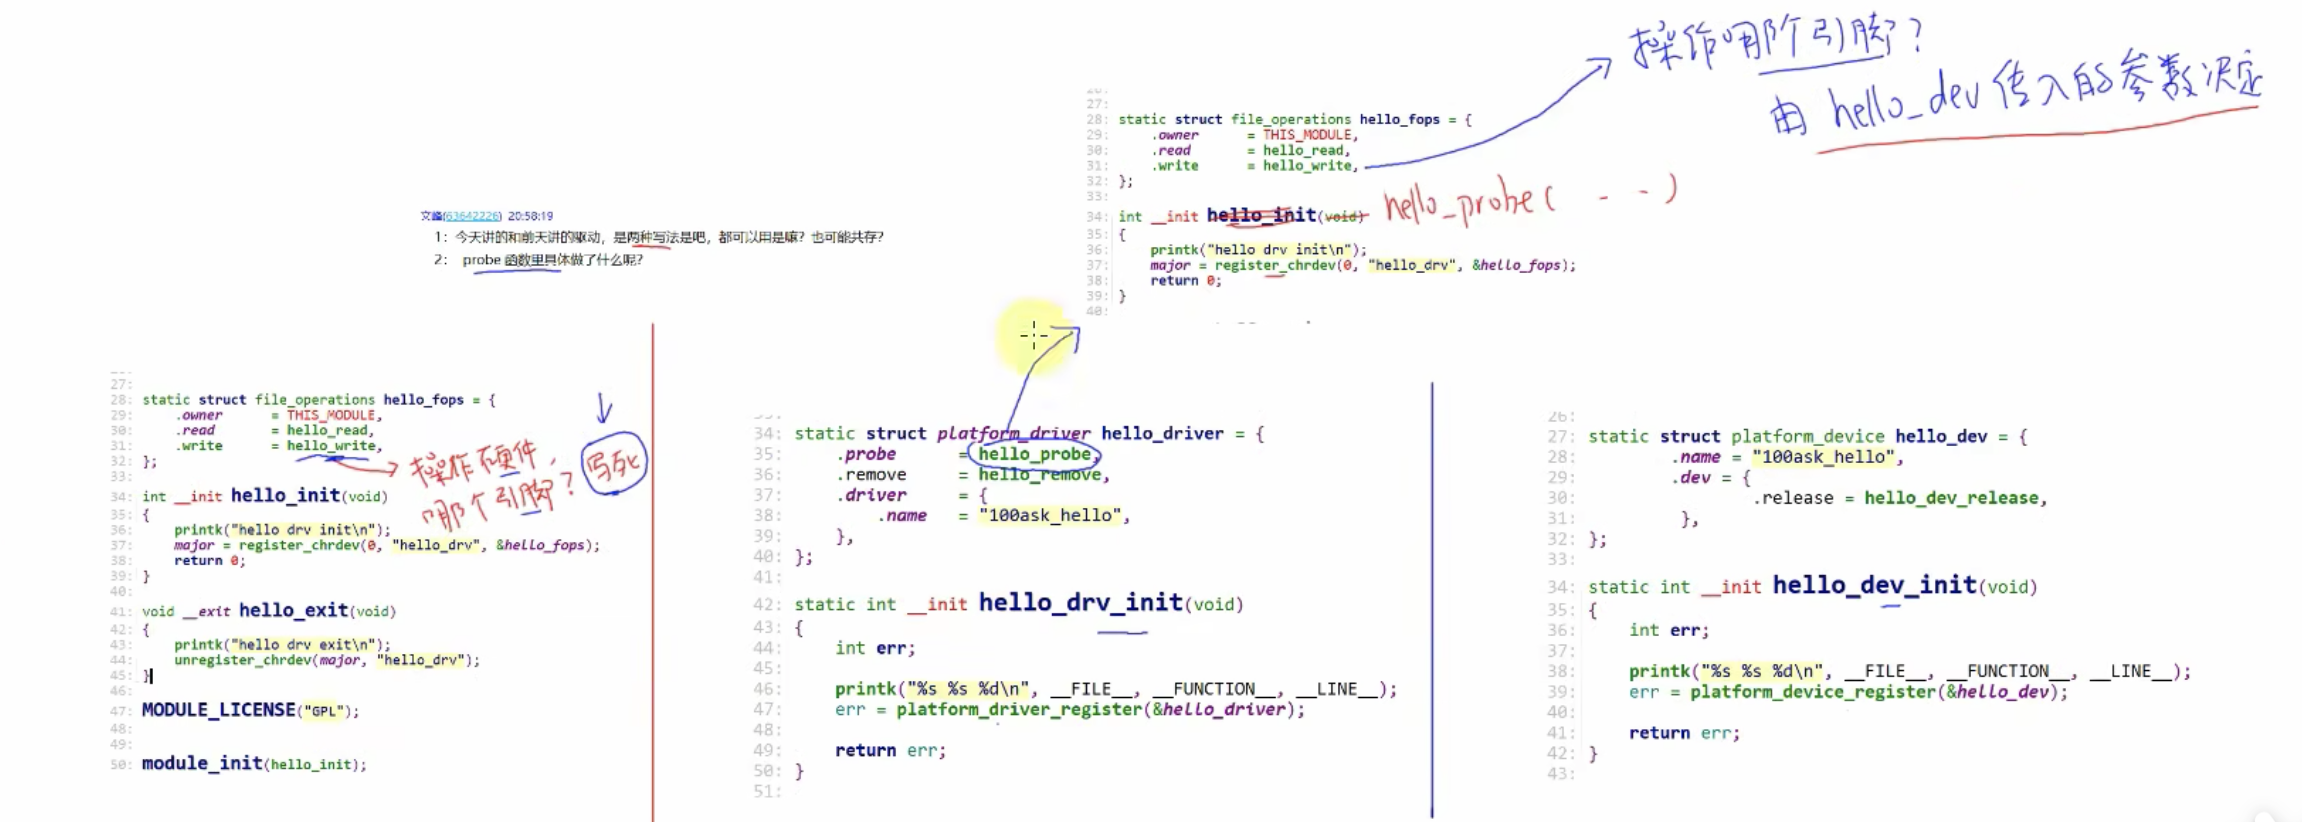 操作哪个引脚?
由 hello_dev 传入的参数决定
27:
28: static struct file_operations hello_fops = {
29: .owner = THIS_MODULE,
30: .read = hello_read,
31: .write = hello_write,
32: };
33:
34: int __init hello_init(void) hello_probe( - - )
35: {
36: printk("hello drv init\n");
37: major = register_chrdev(0, "hello_drv", &hello_fops);
38: return 0;
39: }
40:
文峰(63642226) 20:58:19
1: 今天讲的和前天讲的驱动，是两种写法是吧，都可以用是嘛？也可能共存？
2: probe 函数里具体做了什么呢？
27:
28: static struct file_operations hello_fops = {
29: .owner = THIS_MODULE,
30: .read = hello_read,
31: .write = hello_write,
32: };
33:
操作硬件,
哪个引脚? 写死
34: int __init hello_init(void)
35: {
36: printk("hello drv init\n");
37: major = register_chrdev(0, "hello_drv", &hello_fops);
38: return 0;
39: }
40:
41: void __exit hello_exit(void)
42: {
43: printk("hello drv exit\n");
44: unregister_chrdev(major, "hello_drv");
45: }
46:
47: MODULE_LICENSE("GPL");
48:
49:
50: module_init(hello_init);
34: static struct platform_driver hello_driver = {
35: .probe = hello_probe,
36: .remove = hello_remove,
37: .driver = {
38: .name = "100ask_hello",
39: },
40: };
41:
42: static int __init hello_drv_init(void)
43: {
44: int err;
45:
46: printk("%s %s %d\n", __FILE__, __FUNCTION__, __LINE__);
47: err = platform_driver_register(&hello_driver);
48:
49: return err;
50: }
51:
26:
27: static struct platform_device hello_dev = {
28: .name = "100ask_hello",
29: .dev = {
30: .release = hello_dev_release,
31: },
32: };
33:
34: static int __init hello_dev_init(void)
35: {
36: int err;
37:
38: printk("%s %s %d\n", __FILE__, __FUNCTION__, __LINE__);
39: err = platform_device_register(&hello_dev);
40:
41: return err;
42: }
43: